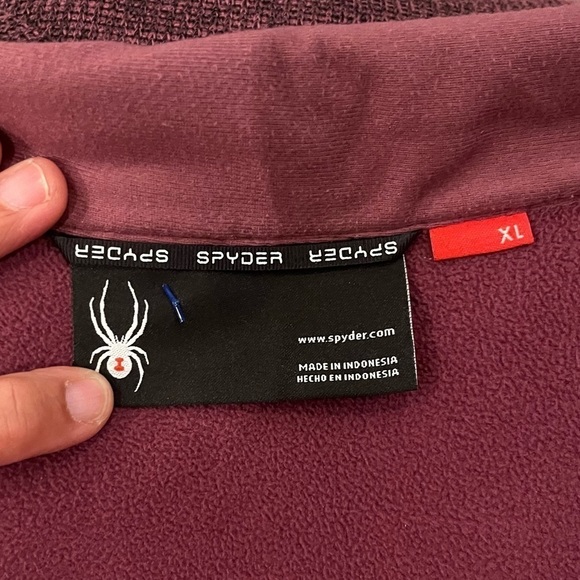 SPYDER SPYDER SPYDER
XL
www.spyder.com
MADE IN INDONESIA
HECHO EN INDONESIA